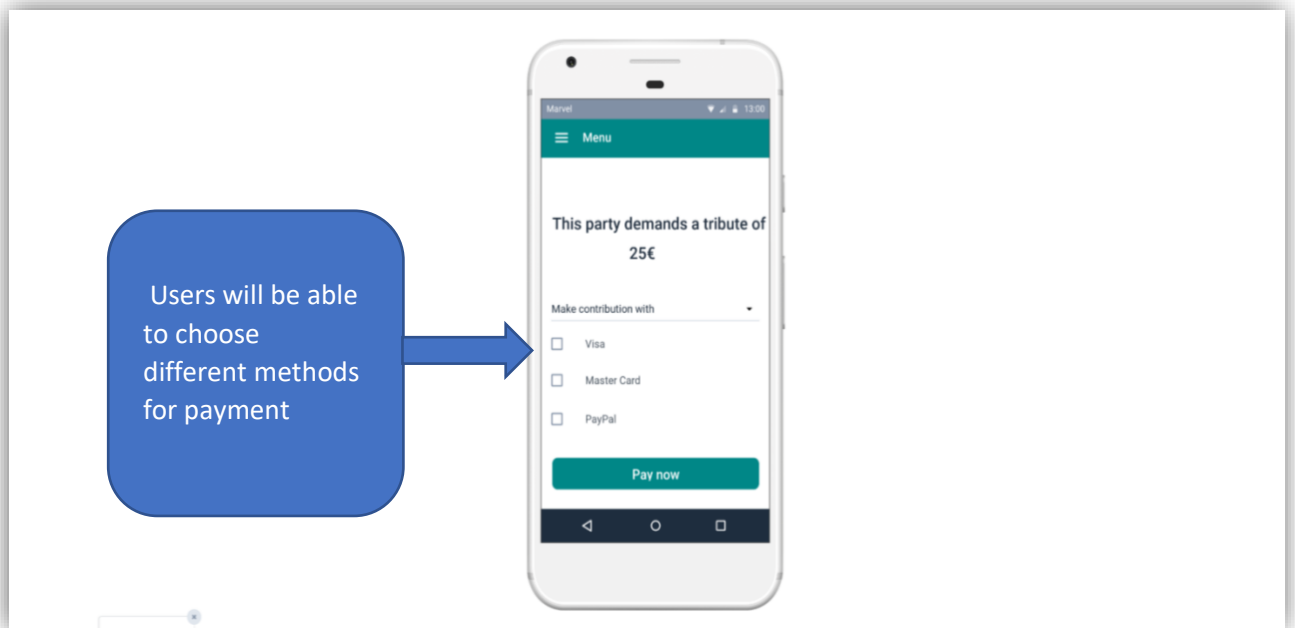 Marvel 13:00
Menu
This party demands a tribute of
25€
Users will be able
to choose
different methods
for payment
Make contribution with
Visa
Master Card
PayPal
Pay now